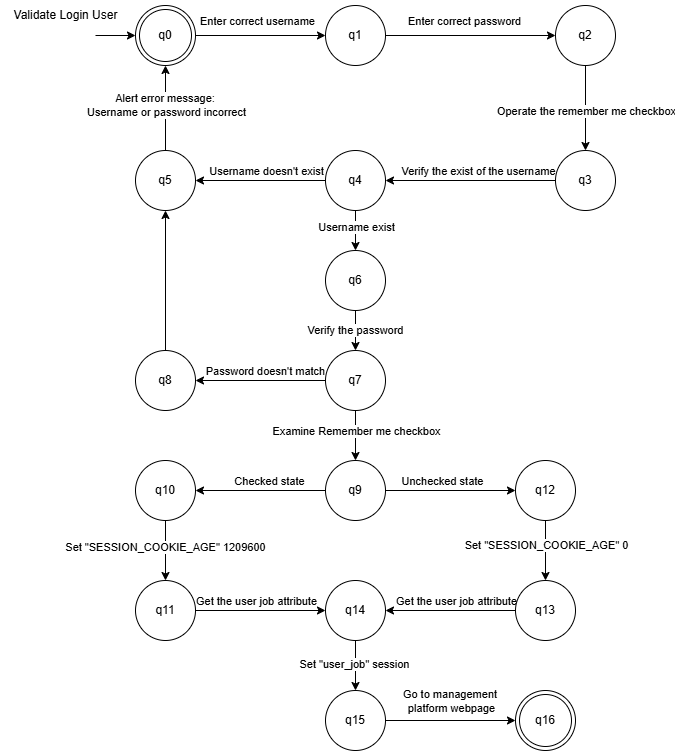 Validate Login User
q0
Enter correct username
q1
Enter correct password
q2
Alert error message:
Username or password incorrect
Operate the remember me checkbox
q5
Username doesn't exist
q4
Verify the exist of the username
q3
Username exist
q6
Verify the password
q8
Password doesn't match
q7
Examine Remember me checkbox
q10
Checked state
q9
Unchecked state
q12
Set "SESSION_COOKIE_AGE" 1209600
Set "SESSION_COOKIE_AGE" 0
q11
Get the user job attribute
q14
Get the user job attribute
q13
Set "user_job" session
q15
Go to management
platform webpage
q16